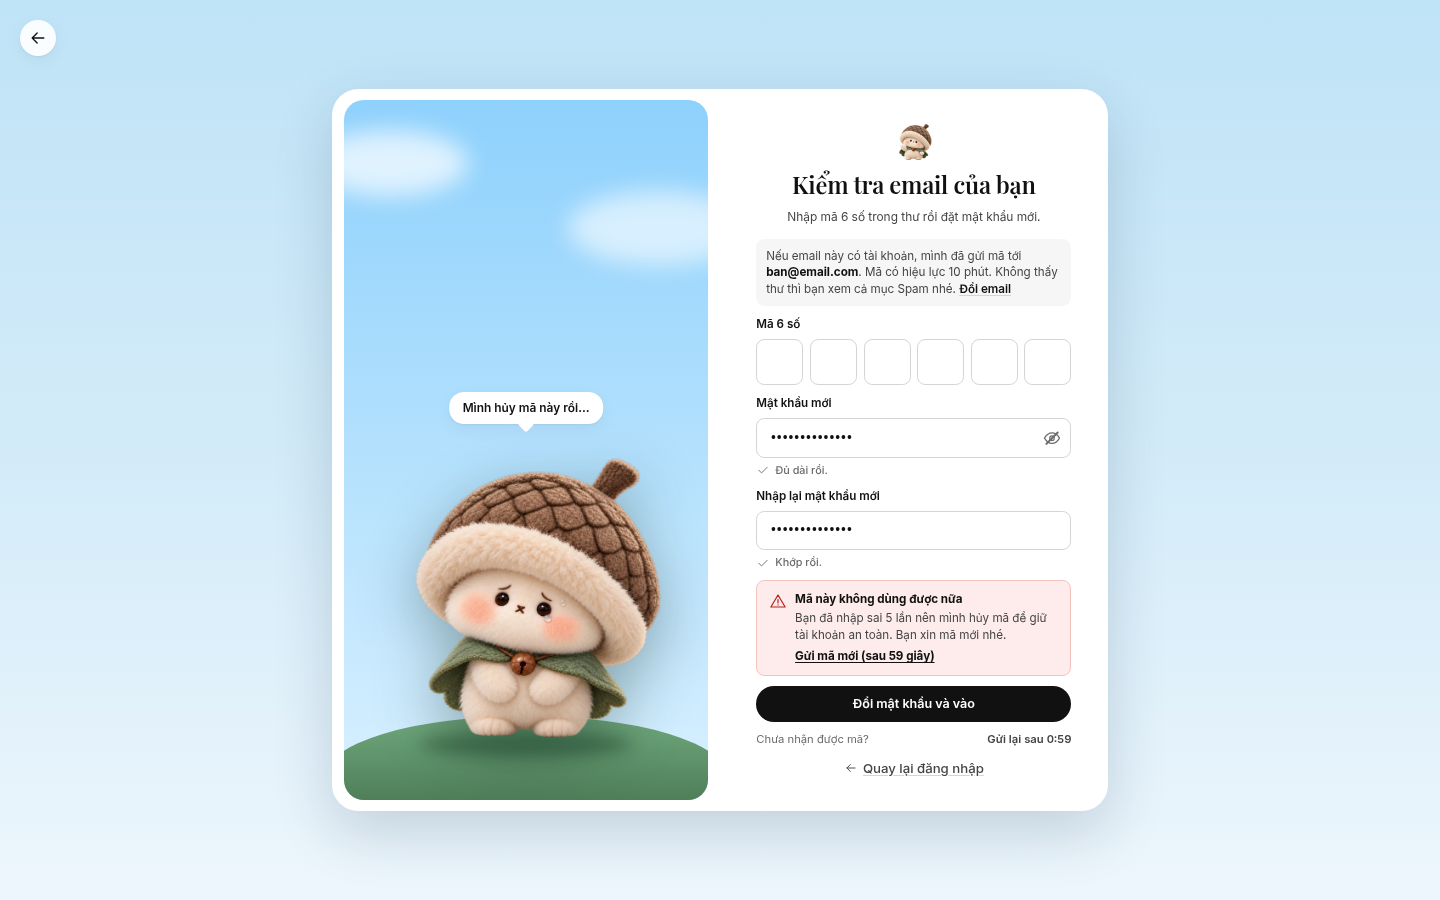 Kiểm tra email của bạn
Nhập mã 6 số trong thư rồi đặt mật khẩu mới.
Nếu email này có tài khoản, mình đã gửi mã tới
ban@email.com. Mã có hiệu lực 10 phút. Không thấy
thư thì bạn xem cả mục Spam nhé. Đổi email
Mã 6 số
Mình hủy mã này rồi...
Mật khẩu mới
••••••••••••••
Đủ dài rồi.
Nhập lại mật khẩu mới
••••••••••••••
Khớp rồi.
Mã này không dùng được nữa
Bạn đã nhập sai 5 lần nên mình hủy mã để giữ
tài khoản an toàn. Bạn xin mã mới nhé.
Gửi mã mới (sau 59 giây)
Đổi mật khẩu và vào
Chưa nhận được mã? Gửi lại sau 0:59
← Quay lại đăng nhập